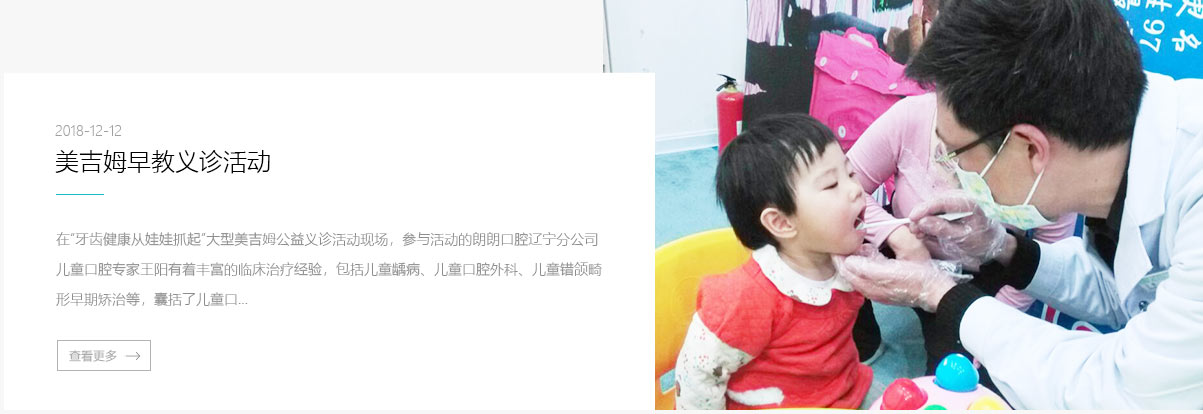 2018-12-12
美吉姆早教义诊活动
在“牙齿健康从娃娃抓起”大型美吉姆公益义诊活动现场，参与活动的朗朗口腔辽宁分公司
儿童口腔专家王阳有着丰富的临床治疗经验，包括儿童龋病、儿童口腔外科、儿童错颌畸
形早期矫治等，囊括了儿童口...
查看更多
97